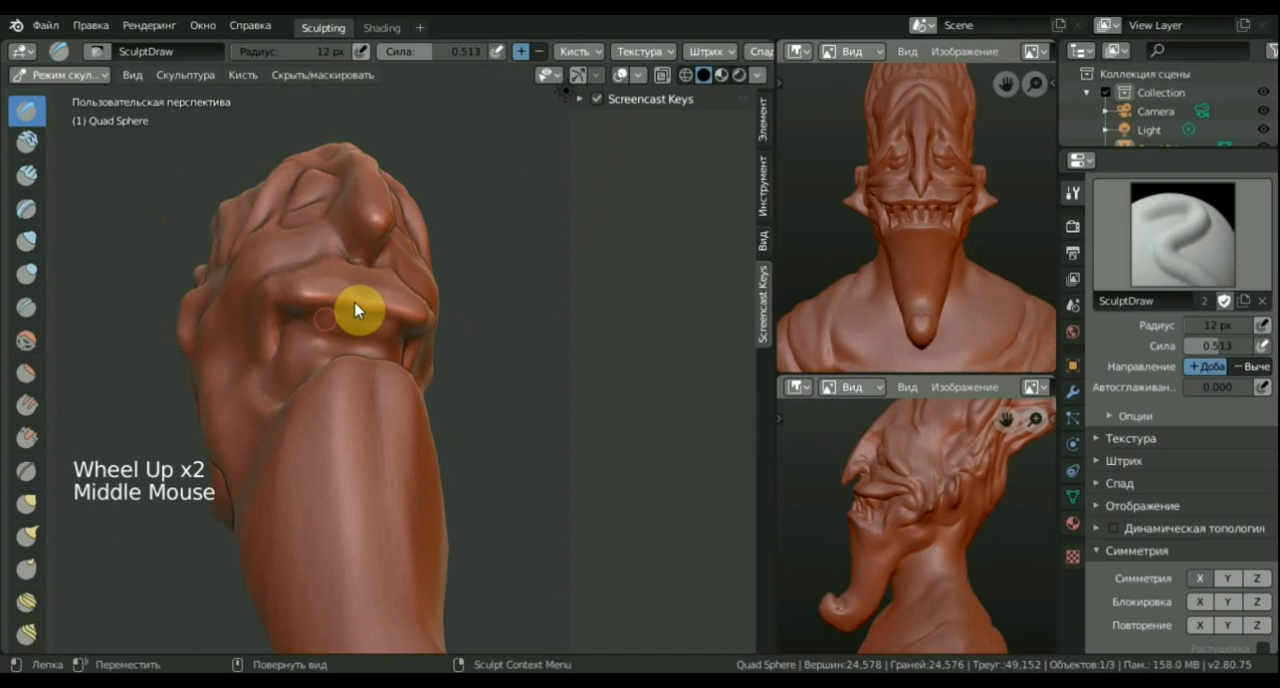 Файл Правка Рендеринг Окно Справка Sculpting Shading + Scene View Layer
SculptDraw Радиус: 12 px Сила: 0.513 + − Кисть Текстура Штрих Спад Вид Вид Изображение
Режим скул.. Вид Скульптура Кисть Скрыть/маскировать
Пользовательская перспектива
(1) Quad Sphere
Screencast Keys
Элемент
Инструмент
Вид
Screencast Keys
Wheel Up x2
Middle Mouse
Вид Вид Изображение
Коллекция сцены
Collection
Camera
Light
SculptDraw 2
Радиус 12 px
Сила 0.513
Направление + Доба − Выче
Автосглаживан.. 0.000
Опции
Текстура
Штрих
Спад
Отображение
Динамическая топология
Симметрия
Симметрия X Y Z
Блокировка X Y Z
Повторение X Y Z
Растушевка
Лепка Переместить Повернуть вид Sculpt Context Menu Quad Sphere | Вершин:24,578 | Граней:24,576 | Треуг.:49,152 | Объектов:1/3 | Пам.: 158.0 MB | v2.80.75